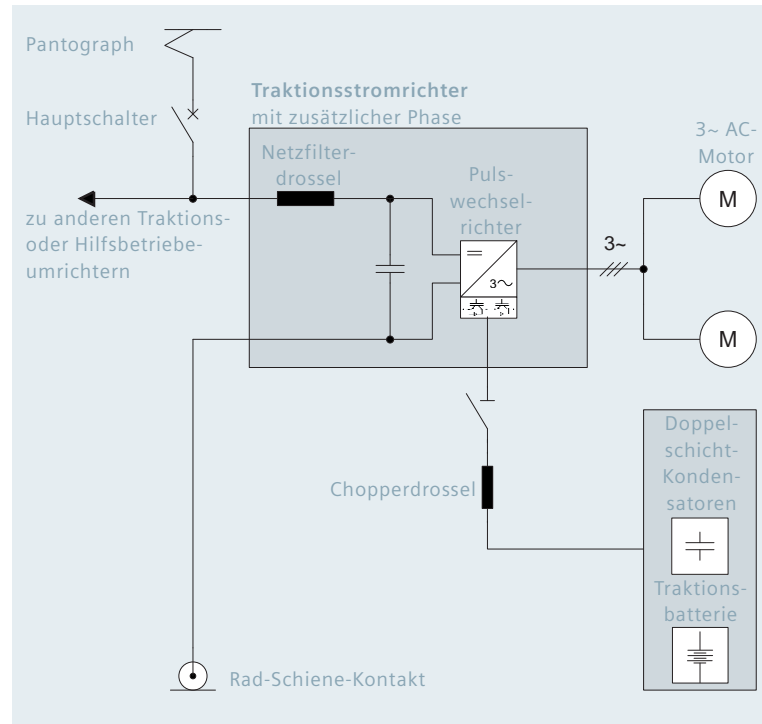 Pantograph
Hauptschalter
Traktionsstromrichter
mit zusätzlicher Phase
Netzfilter-
drossel
Puls-
wechsel-
richter
3~ AC-
Motor
M
zu anderen Traktions-
oder Hilfsbetriebe-
umrichtern
3~
3~
M
Chopperdrossel
Doppel-
schicht-
Konden-
satoren
Traktions-
batterie
Rad-Schiene-Kontakt